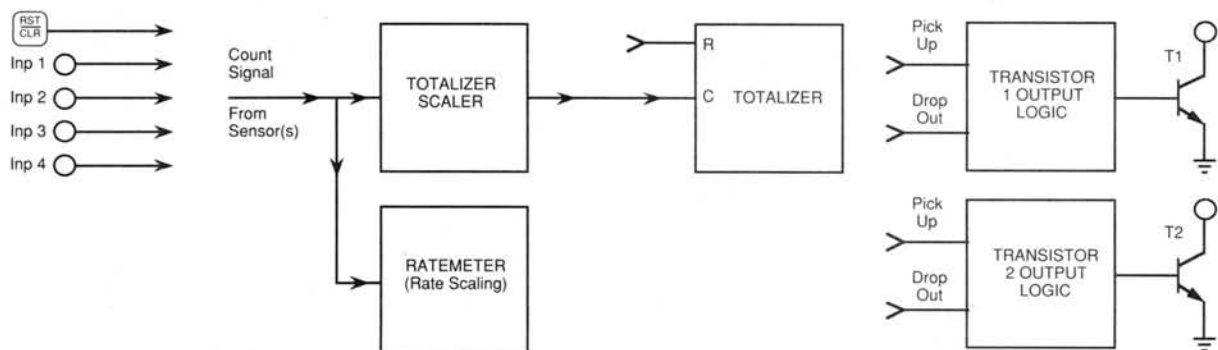 RST
CLR
Inp 1
Inp 2
Inp 3
Inp 4
Count
Signal
From
Sensor(s)
TOTALIZER
SCALER
RATEMETER
(Rate Scaling)
R
C TOTALIZER
Pick
Up
Drop
Out
TRANSISTOR
1 OUTPUT
LOGIC
T1
Pick
Up
Drop
Out
TRANSISTOR
2 OUTPUT
LOGIC
T2